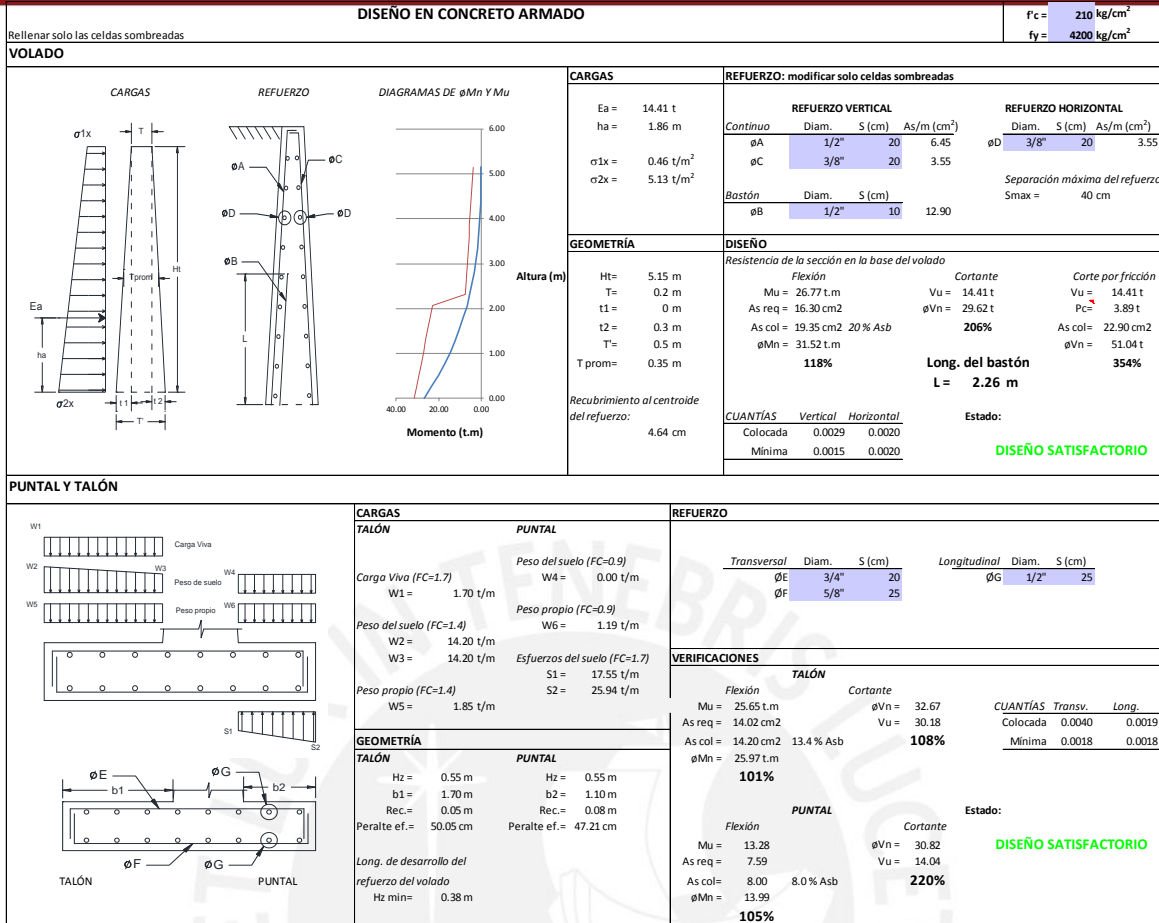 DISEÑO EN CONCRETO ARMADO
f'c = 210 kg/cm²
Rellenar solo las celdas sombreadas
fy = 4200 kg/cm²
VOLADO
CARGAS REFUERZO DIAGRAMAS DE øMn Y Mu
σ1x
T
Ht
Tprom
Ea
ha
σ2x
t 1
t 2
T'
øA
øC
øD
øD
øB
L
6.00
5.00
4.00
3.00
2.00
1.00
0.00
Altura (m)
40.00 20.00 0.00
Momento (t.m)
CARGAS
Ea = 14.41 t
ha = 1.86 m
σ1x = 0.46 t/m²
σ2x = 5.13 t/m²
REFUERZO: modificar solo celdas sombreadas
REFUERZO VERTICAL
Continuo Diam. S (cm) As/m (cm²)
øA 1/2" 20 6.45
øC 3/8" 20 3.55
Bastón Diam. S (cm)
øB 1/2" 10 12.90
REFUERZO HORIZONTAL
Diam. S (cm) As/m (cm²)
øD 3/8" 20 3.55
Separación máxima del refuerzo
Smax = 40 cm
GEOMETRÍA
Ht= 5.15 m
T= 0.2 m
t1= 0 m
t2= 0.3 m
T'= 0.5 m
T prom= 0.35 m
Recubrimiento al centroide
del refuerzo:
4.64 cm
DISEÑO
Resistencia de la sección en la base del volado
Flexión
Mu = 26.77 t.m
As req = 16.30 cm2
As col = 19.35 cm2 20 % Asb
øMn = 31.52 t.m
118%
Cortante
Vu = 14.41 t
øVn = 29.62 t
206%
Corte por fricción
Vu = 14.41 t
Pc= 3.89 t
As col= 22.90 cm2
øVn = 51.04 t
354%
Long. del bastón
L = 2.26 m
CUANTÍAS Vertical Horizontal
Colocada 0.0029 0.0020
Mínima 0.0015 0.0020
Estado:
DISEÑO SATISFACTORIO
PUNTAL Y TALÓN
W1
Carga Viva
W2
W3
Peso de suelo
W4
W5
Peso propio
W6
S1
S2
øE
øG
b1
b2
øF
øG
TALÓN PUNTAL
CARGAS
TALÓN
Carga Viva (FC=1.7)
W1 = 1.70 t/m
Peso del suelo (FC=1.4)
W2 = 14.20 t/m
W3 = 14.20 t/m
Peso propio (FC=1.4)
W5 = 1.85 t/m
PUNTAL
Peso del suelo (FC=0.9)
W4 = 0.00 t/m
Peso propio (FC=0.9)
W6 = 1.19 t/m
Esfuerzos del suelo (FC=1.7)
S1 = 17.55 t/m
S2 = 25.94 t/m
GEOMETRÍA
TALÓN PUNTAL
Hz = 0.55 m Hz = 0.55 m
b1 = 1.70 m b2 = 1.10 m
Rec.= 0.05 m Rec.= 0.08 m
Peralte ef.= 50.05 cm Peralte ef.= 47.21 cm
Long. de desarrollo del
refuerzo del volado
Hz min= 0.38 m
REFUERZO
Transversal Diam. S (cm)
ØE 3/4" 20
ØF 5/8" 25
Longitudinal Diam. S (cm)
ØG 1/2" 25
VERIFICACIONES
TALÓN
Flexión
Mu = 25.65 t.m
As req = 14.02 cm2
As col = 14.20 cm2 13.4 % Asb
øMn = 25.97 t.m
101%
Cortante
øVn = 32.67
Vu = 30.18
108%
CUANTÍAS Transv. Long.
Colocada 0.0040 0.0019
Mínima 0.0018 0.0018
PUNTAL
Flexión
Mu = 13.28
As req = 7.59
As col= 8.00 8.0 % Asb
øMn = 13.99
105%
Cortante
øVn = 30.82
Vu = 14.04
220%
Estado:
DISEÑO SATISFACTORIO
IN TENEBRIS LUCET